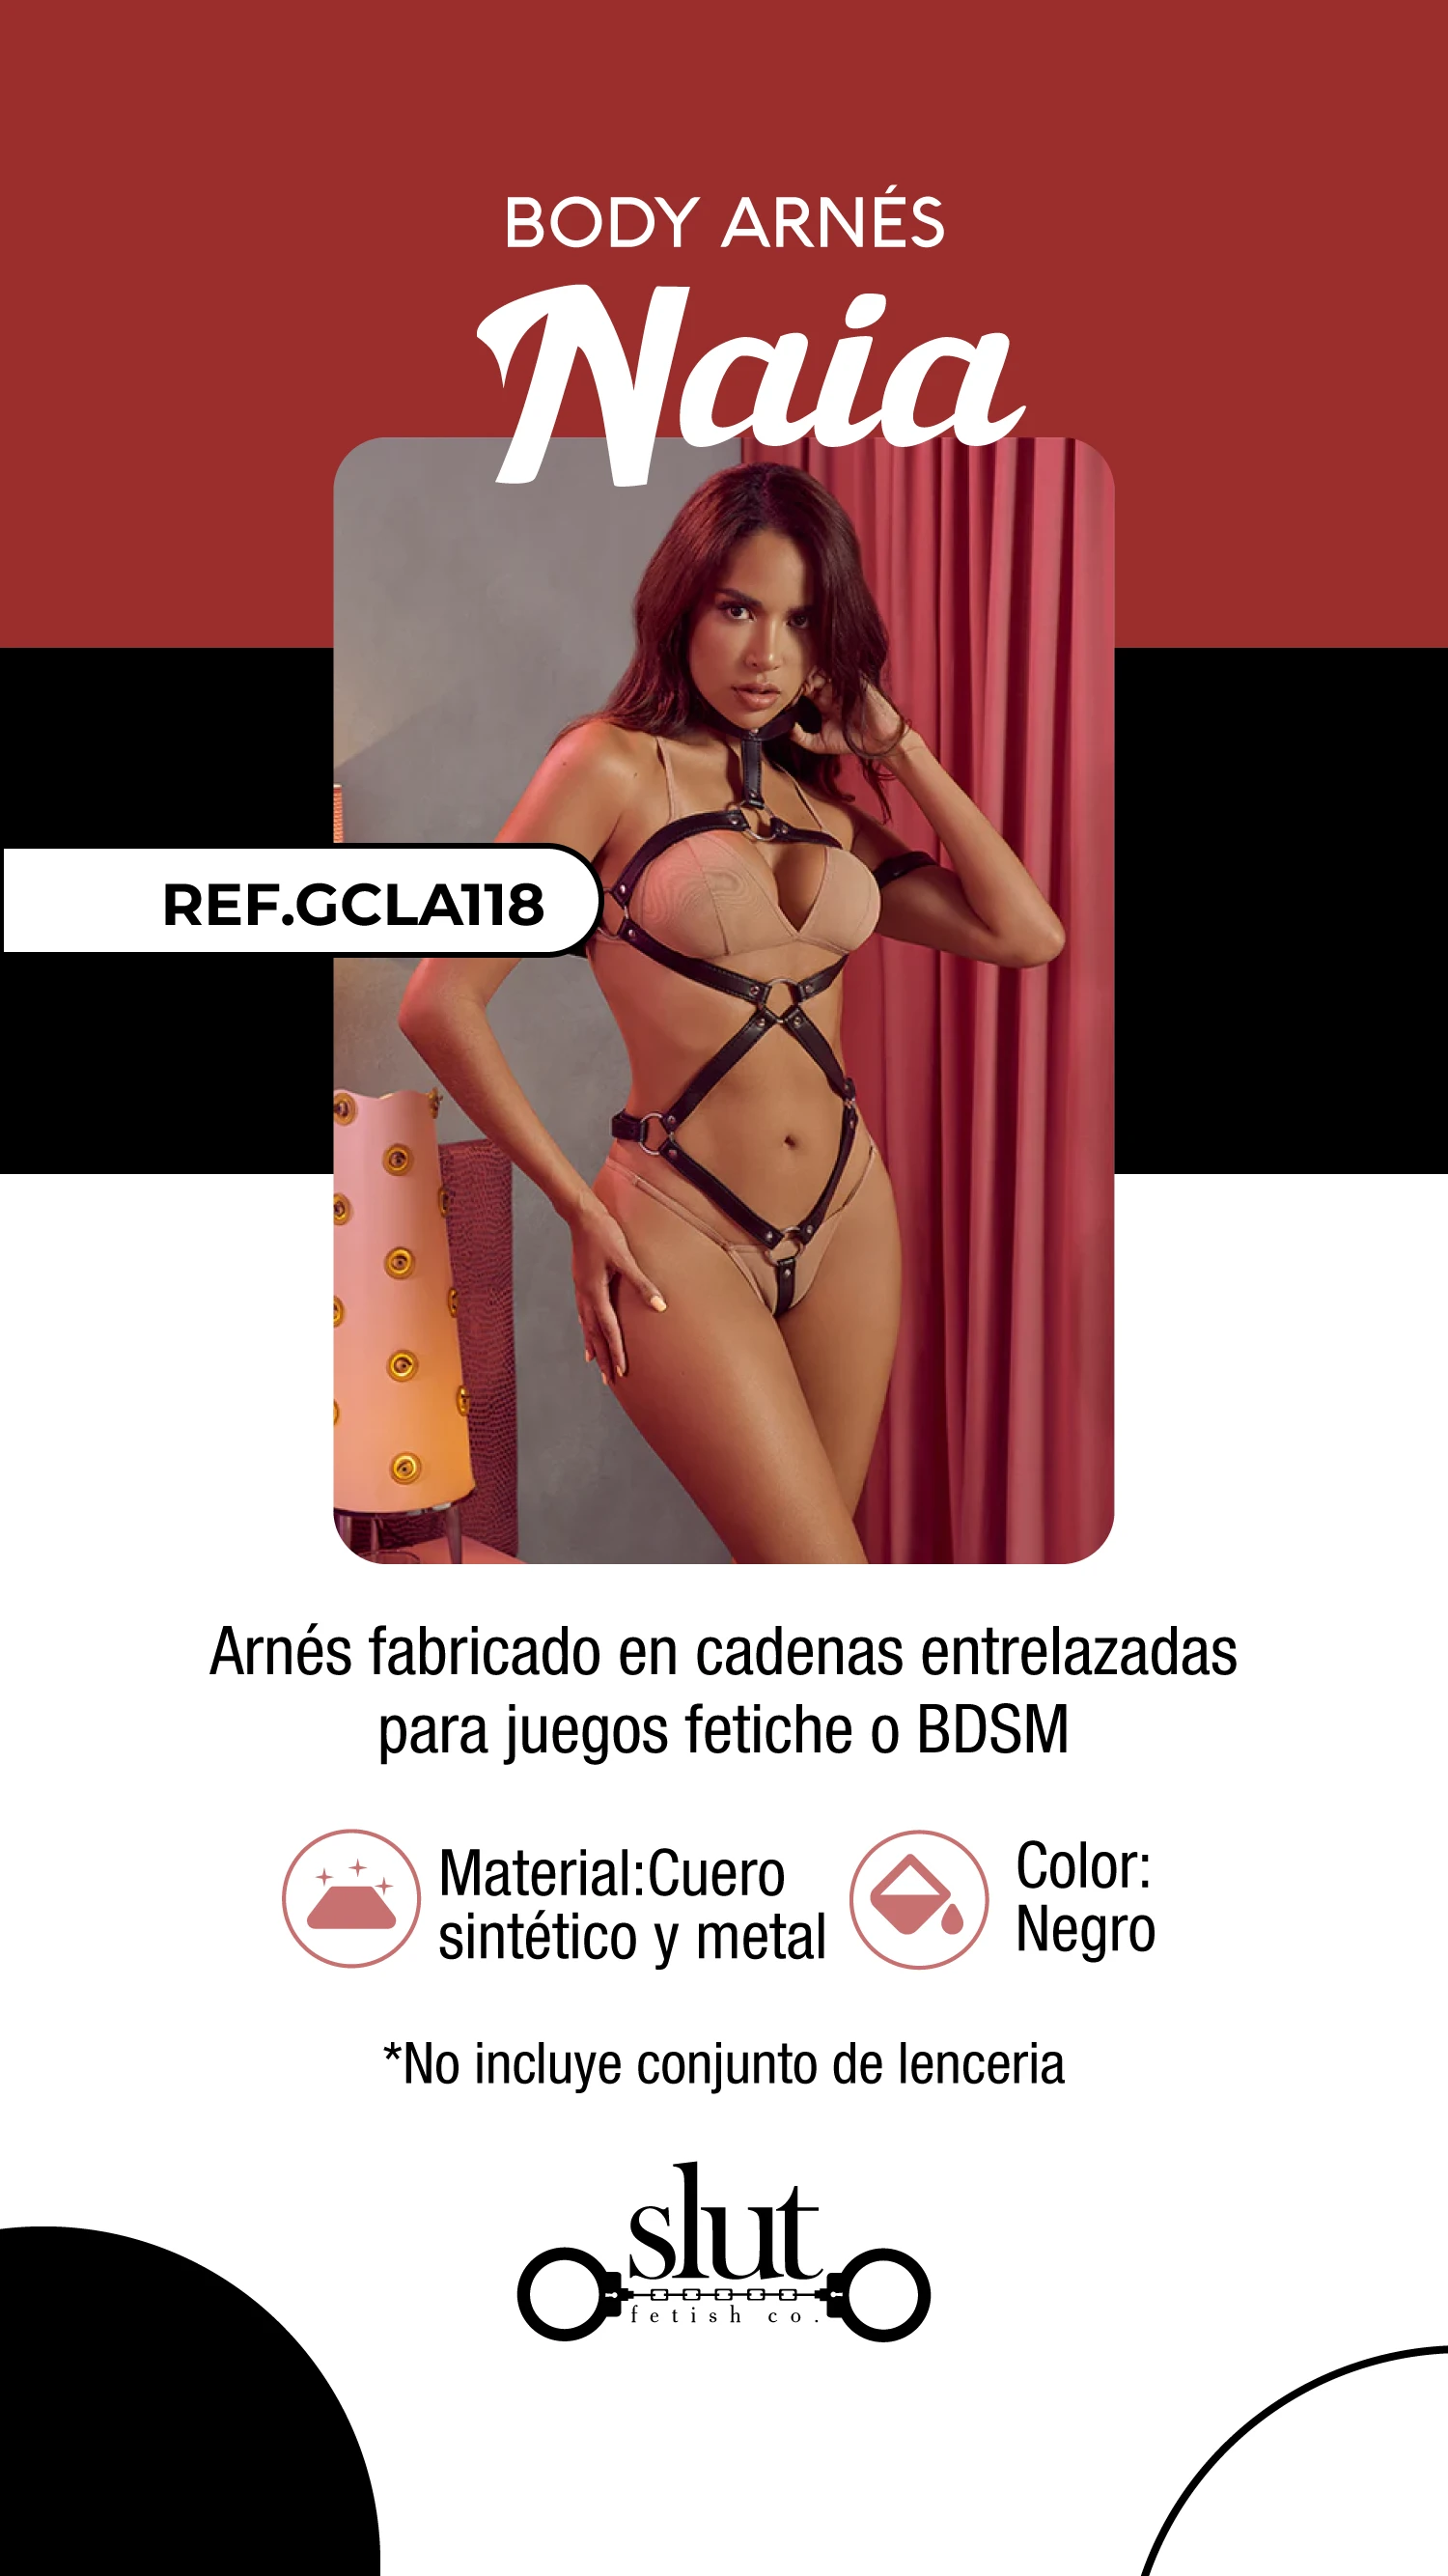 BODY ARNÉS
Naia
REF.GCLA118
Arnés fabricado en cadenas entrelazadas
para juegos fetiche o BDSM
Material:Cuero
sintético y metal
Color:
Negro
*No incluye conjunto de lenceria
slut
fetish co.